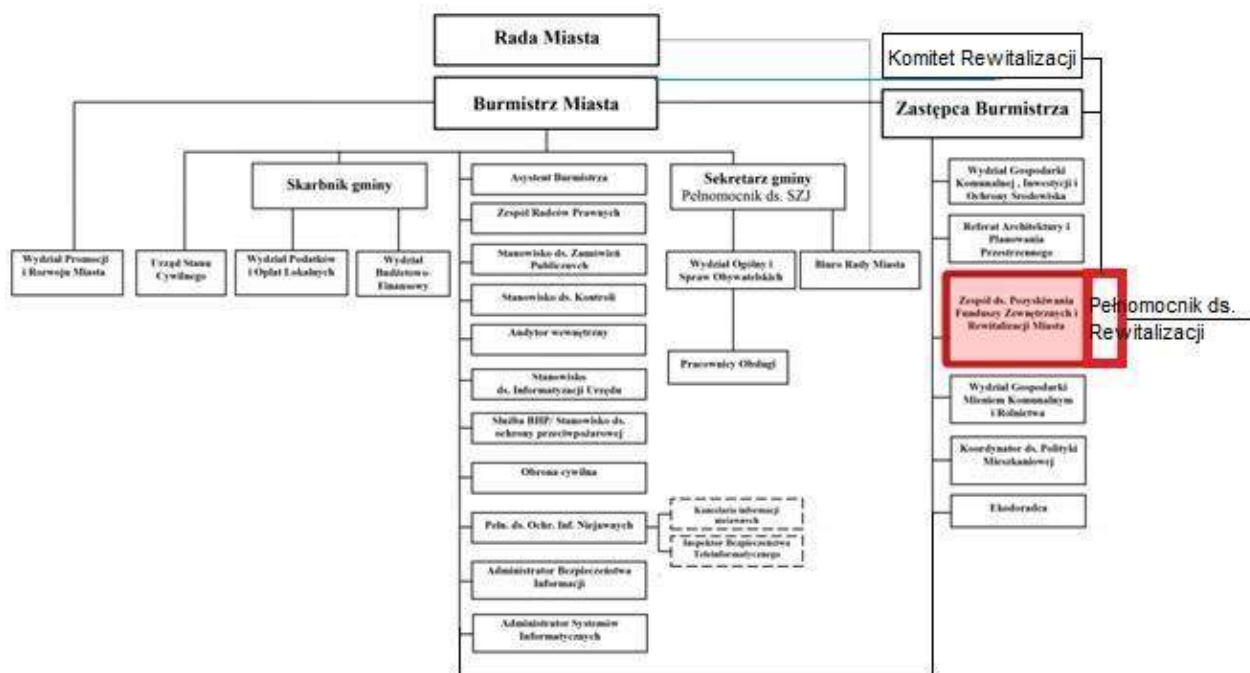 Rada Miasta
Komitet Rewitalizacji
Burmistrz Miasta
Zastępca Burmistrza
Skarbnik gminy
Asystent Burmistrza
Sekretarz gminy
Pełnomocnik ds. SZJ
Wydział Gospodarki
Komunalnej , Inwestycji i
Ochrony Środowiska
Zespół Radców Prawnych
Wydział Promocji
i Rozwoju Miasta
Urząd Stanu
Cywilnego
Wydział Podatków
i Opłat Lokalnych
Wydział
Budżetowo-
Finansowy
Stanowisko ds. Zamówień
Publicznych
Wydział Ogólny i
Spraw Obywatelskich
Biuro Rady Miasta
Referat Architektury i
Planowania
Przestrzennego
Stanowisko ds. Kontroli
Zespół ds. Pozyskiwania
Funduszy Zewnętrznych i
Rewitalizacji Miasta
Pełnomocnik ds.
Rewitalizacji
Audytor wewnętrzny
Pracownicy Obsługi
Stanowisko
ds. Informatyzacji Urzędu
Wydział Gospodarki
Mieniem Komunalnym
i Rolnictwa
Służba BHP/ Stanowisko ds.
ochrony przeciwpożarowej
Koordynator ds. Polityki
Mieszkaniowej
Obrona cywilna
Ekodoradca
Pełn. ds. Ochr. Inf. Niejawnych
Kancelaria informacji
niejawnych
Inspektor Bezpieczeństwa
Teleinformatycznego
Administrator Bezpieczeństwa
Informacji
Administrator Systemów
Informatycznych